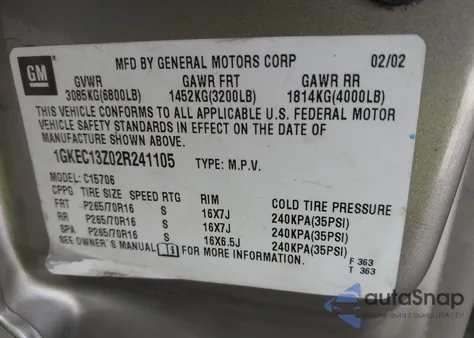 GM
MFD BY GENERAL MOTORS CORP 02/02
GVWR GAWR FRT GAWR RR
3085KG(6800LB) 1452KG(3200LB) 1814KG(4000LB)
THIS VEHICLE CONFORMS TO ALL APPLICABLE U.S. FEDERAL MOTOR
VEHICLE SAFETY STANDARDS IN EFFECT ON THE DATE OF
MANUFACTURE SHOWN ABOVE.
1GKEC13Z02R241105 TYPE: M.P.V.
MODEL: C15706
CPPG TIRE SIZE SPEED RTG RIM COLD TIRE PRESSURE
FRT P265/70R16 S 16X7J 240KPA(35PSI)
RR P265/70R16 S 16X7J 240KPA(35PSI)
SPA P265/70R16 S 16X6.5J 240KPA(35PSI)
SEE OWNER'S MANUAL FOR MORE INFORMATION.
F 363
T 363
autaSnap